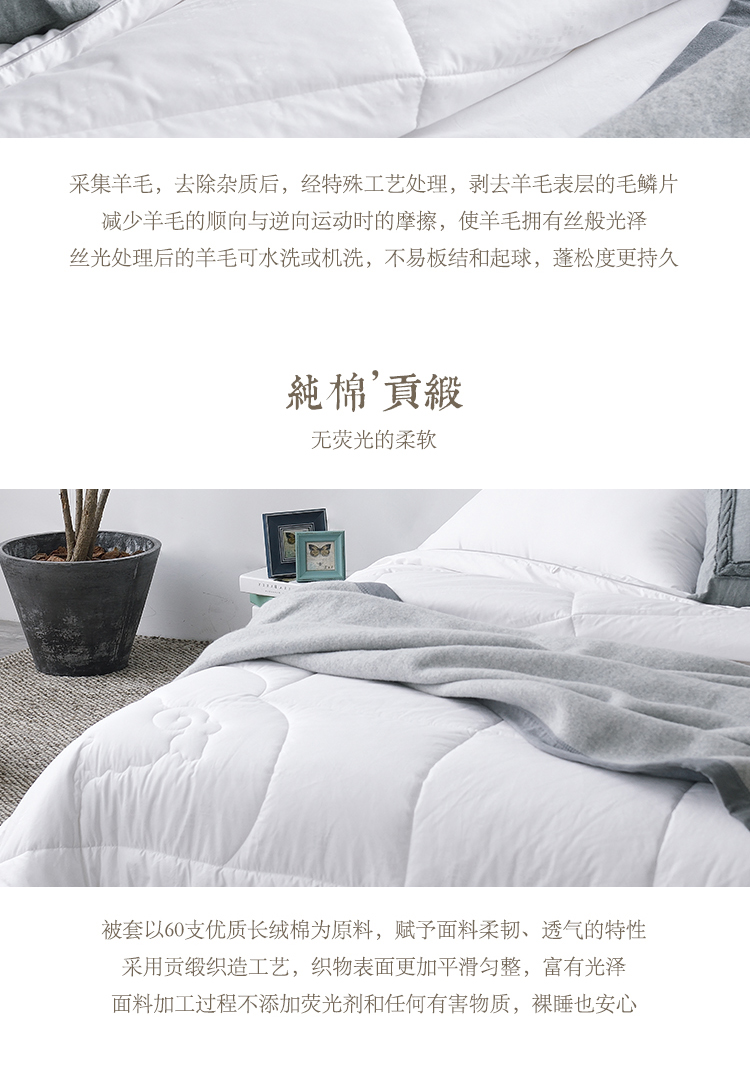 采集羊毛，去除杂质后，经特殊工艺处理，剥去羊毛表层的毛鳞片
减少羊毛的顺向与逆向运动时的摩擦，使羊毛拥有丝般光泽
丝光处理后的羊毛可水洗或机洗，不易板结和起球，蓬松度更持久
純棉’貢緞
无荧光的柔软
被套以60支优质长绒棉为原料，赋予面料柔韧、透气的特性
采用贡缎织造工艺，织物表面更加平滑匀整，富有光泽
面料加工过程不添加荧光剂和任何有害物质，裸睡也安心